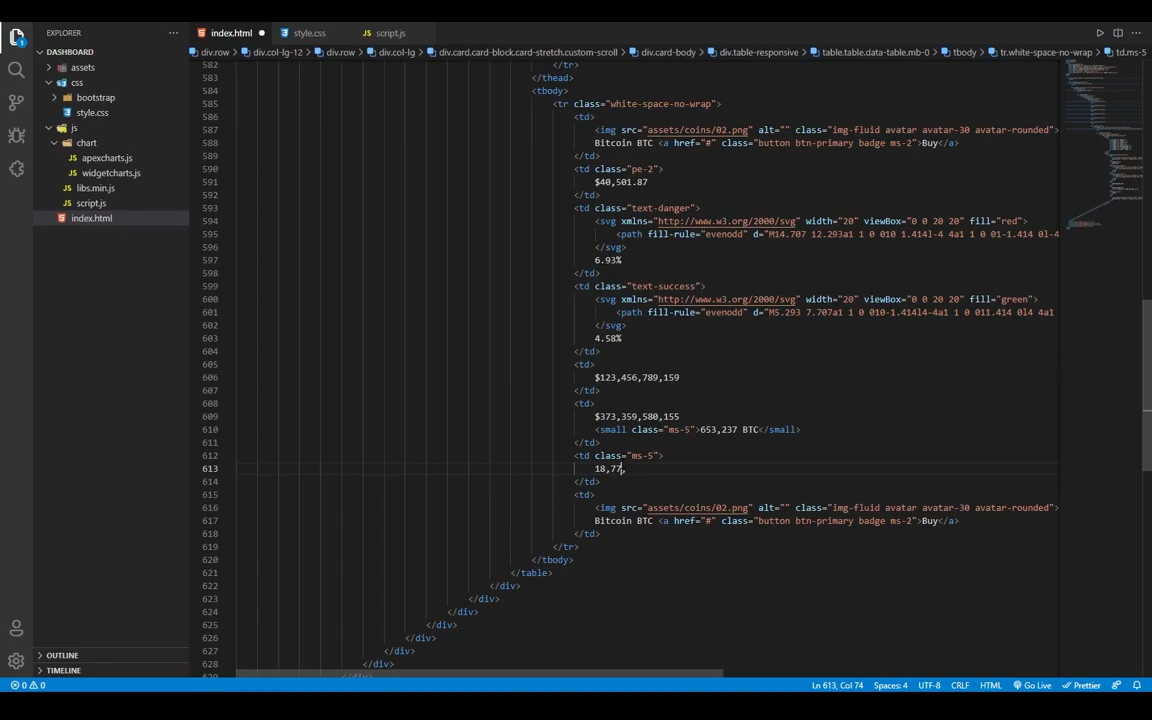 EXPLORER
index.html
style.css
script.js
DASHBOARD
div.row
div.col-lg-12
div.row
div.col-lg
div.card.card-block.card-stretch.custom-scroll
div.card-body
div.table-responsive
table.table.data-table.mb-0
tbody
tr.white-space-no-wrap
td.ms-5
assets
css
bootstrap
style.css
js
chart
apexcharts.js
widgetcharts.js
libs.min.js
script.js
index.html
582 </tr>
583 </thead>
584 <tbody>
585 <tr class="white-space-no-wrap">
586 <td>
587 <img src="assets/coins/02.png" alt="" class="img-fluid avatar avatar-30 avatar-rounded">
588 Bitcoin BTC <a href="#" class="button btn-primary badge ms-2">Buy</a>
589 </td>
590 <td class="pe-2">
591 $40,501.87
592 </td>
593 <td class="text-danger">
594 <svg xmlns="http://www.w3.org/2000/svg" width="20" viewBox="0 0 20 20" fill="red">
595 <path fill-rule="evenodd" d="M14.707 12.293a1 1 0 010 1.414l-4 4a1 1 0 01-1.414 0l-4
596 </svg>
597 6.93%
598 </td>
599 <td class="text-success">
600 <svg xmlns="http://www.w3.org/2000/svg" width="20" viewBox="0 0 20 20" fill="green">
601 <path fill-rule="evenodd" d="M5.293 7.707a1 1 0 010-1.414l4-4a1 1 0 011.414 0l4 4a1
602 </svg>
603 4.58%
604 </td>
605 <td>
606 $123,456,789,159
607 </td>
608 <td>
609 $373,359,580,155
610 <small class="ms-5">653,237 BTC</small>
611 </td>
612 <td class="ms-5">
613 18,77,
614 </td>
615 <td>
616 <img src="assets/coins/02.png" alt="" class="img-fluid avatar avatar-30 avatar-rounded">
617 Bitcoin BTC <a href="#" class="button btn-primary badge ms-2">Buy</a>
618 </td>
619 </tr>
620 </tbody>
621 </table>
622 </div>
623 </div>
624 </div>
625 </div>
626 </div>
627 </div>
628 </div>
OUTLINE
TIMELINE
0 0
Ln 613, Col 74
Spaces: 4
UTF-8
CRLF
HTML
Go Live
Prettier